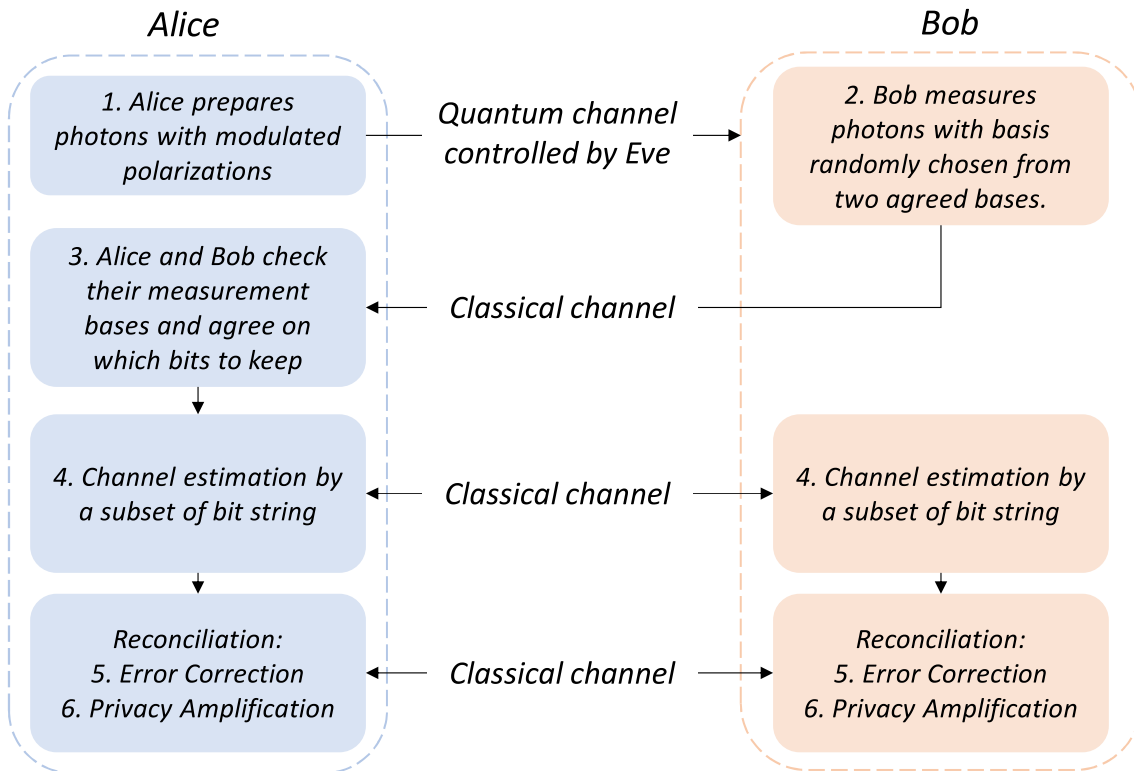 Alice
Bob
1. Alice prepares
photons with modulated
polarizations
Quantum channel
controlled by Eve
2. Bob measures
photons with basis
randomly chosen from
two agreed bases.
3. Alice and Bob check
their measurement
bases and agree on
which bits to keep
Classical channel
4. Channel estimation by
a subset of bit string
Classical channel
4. Channel estimation by
a subset of bit string
Reconciliation:
5. Error Correction
6. Privacy Amplification
Classical channel
Reconciliation:
5. Error Correction
6. Privacy Amplification